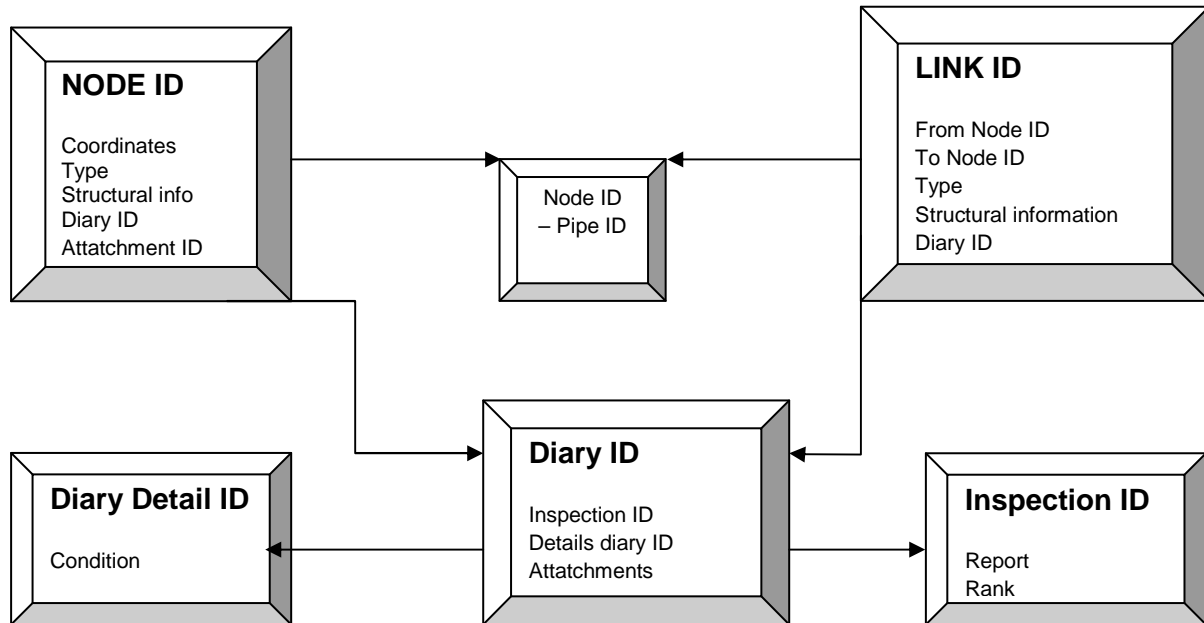 NODE ID
Coordinates
Type
Structural info
Diary ID
Attatchment ID
Node ID
– Pipe ID
LINK ID
From Node ID
To Node ID
Type
Structural information
Diary ID
Diary Detail ID
Condition
Diary ID
Inspection ID
Details diary ID
Attatchments
Inspection ID
Report
Rank